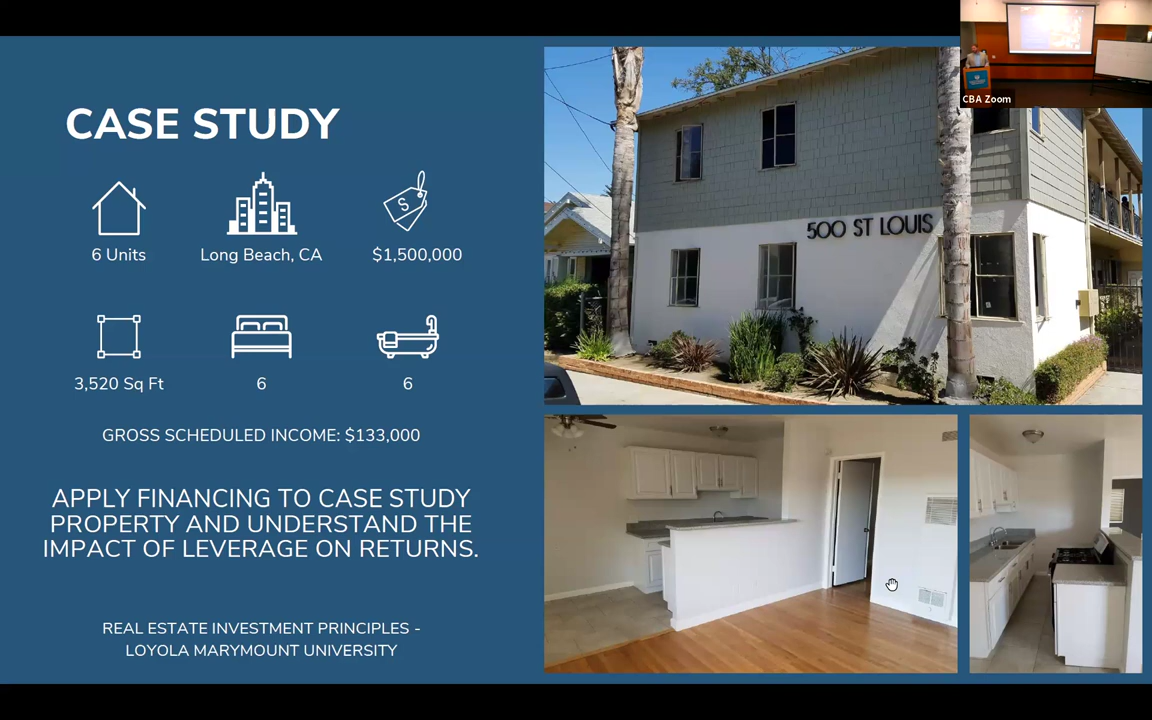 CASE STUDY
6 Units
Long Beach, CA
$
$1,500,000
3,520 Sq Ft
6
6
GROSS SCHEDULED INCOME: $133,000
APPLY FINANCING TO CASE STUDY
PROPERTY AND UNDERSTAND THE
IMPACT OF LEVERAGE ON RETURNS.
REAL ESTATE INVESTMENT PRINCIPLES -
LOYOLA MARYMOUNT UNIVERSITY
500 ST LOUIS
CBA Zoom